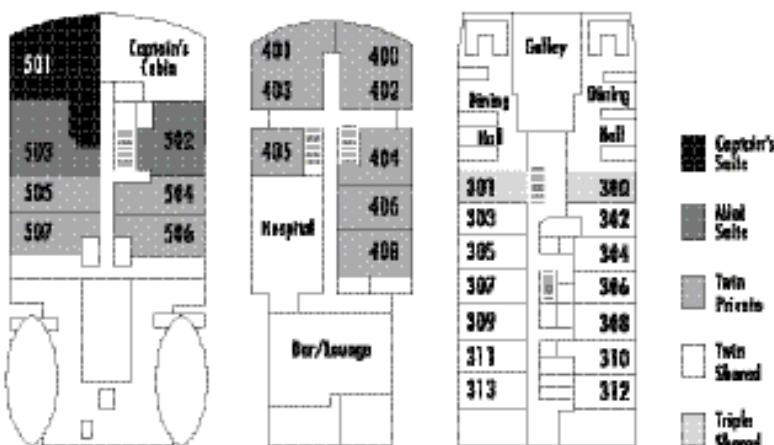 501
Captain's
Cabin
503
502
505
504
507
506
401
400
403
402
405
404
406
Hospital
408
Bar/Lounge
Galley
Dining
Hall
Dining
Hall
301
300
303
302
305
304
307
306
309
308
311
310
313
312
Captain's
Suite
Mini
Suite
Twin
Private
Twin
Shared
Triple
Shared